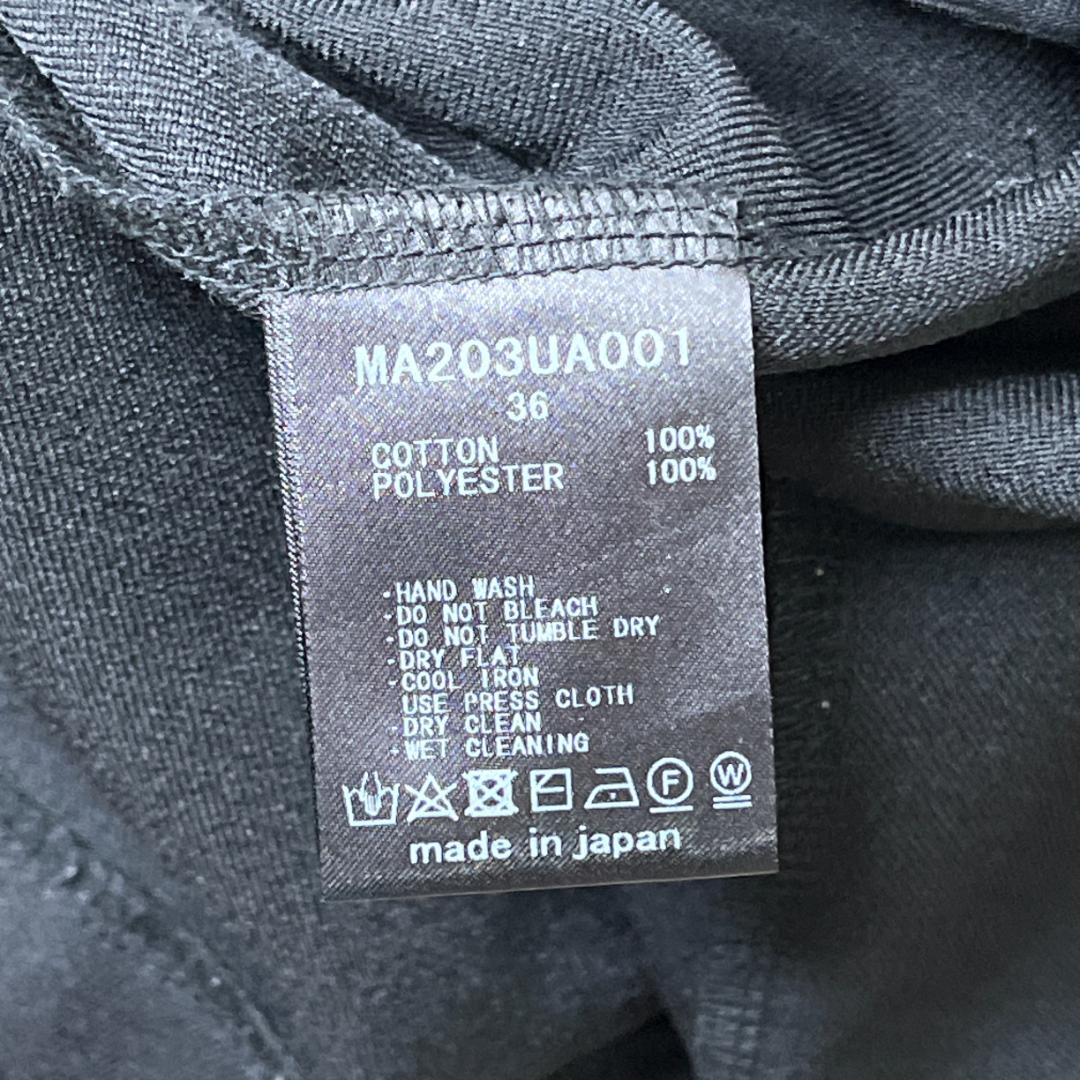 MA203UA001
36
COTTON 100%
POLYESTER 100%
·HAND WASH
·DO NOT BLEACH
·DO NOT TUMBLE DRY
·DRY FLAT
·COOL IRON
USE PRESS CLOTH
·DRY CLEAN
·WET CLEANING
F W
made in japan